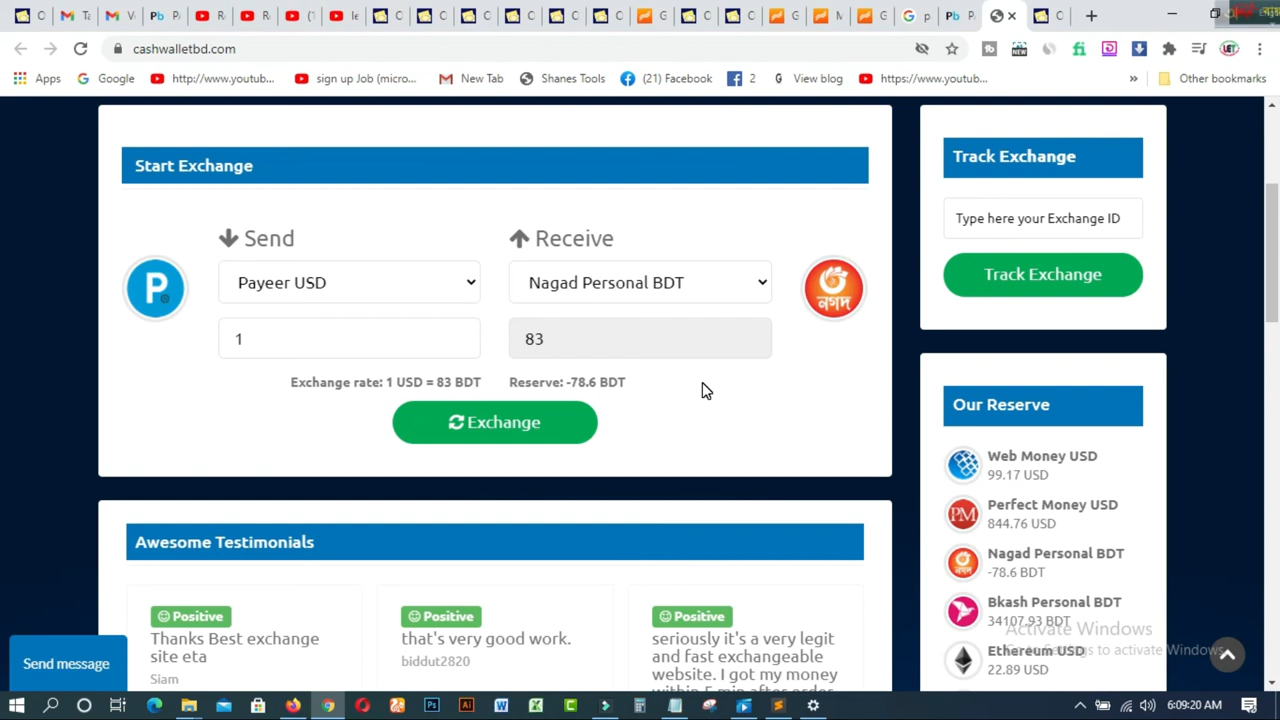 cashwalletbd.com
Apps
Google
http://www.youtub...
sign up Job (micro...
New Tab
Shanes Tools
(21) Facebook
2
View blog
https://www.youtub...
»
Other bookmarks
Start Exchange
Send
Receive
Payeer USD
Nagad Personal BDT
1
83
Exchange rate: 1 USD = 83 BDT
Reserve: -78.6 BDT
Exchange
নগদ
Track Exchange
Type here your Exchange ID
Track Exchange
Our Reserve
Web Money USD
99.17 USD
Perfect Money USD
844.76 USD
Nagad Personal BDT
-78.6 BDT
Bkash Personal BDT
34107.93 BDT
Ethereum USD
22.89 USD
Awesome Testimonials
Positive
Thanks Best exchange
site eta
Siam
Positive
that's very good work.
biddut2820
Positive
seriously it's a very legit
and fast exchangeable
website. I got my money
within 5 min after order
Send message
Activate Windows
Go to Settings to activate Windows.
6:09:20 AM